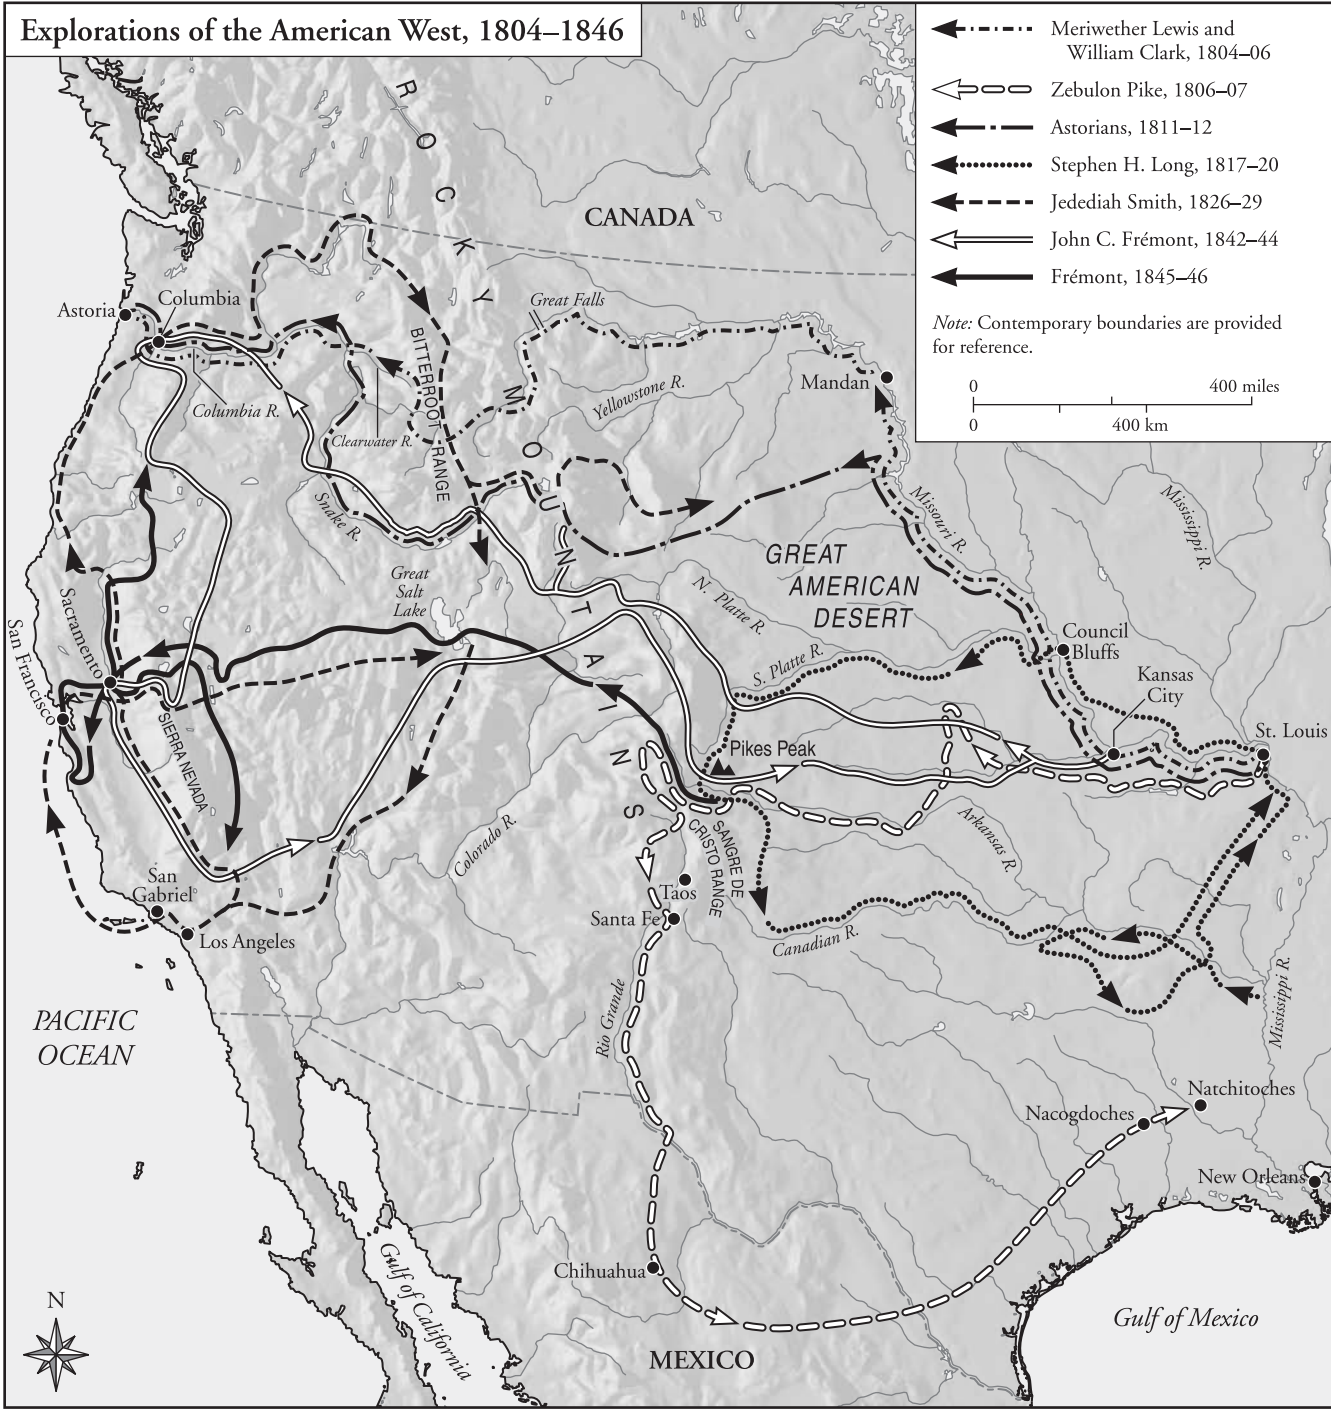 Explorations of the American West, 1804–1846
Meriwether Lewis and
William Clark, 1804–06
Zebulon Pike, 1806–07
Astorians, 1811–12
Stephen H. Long, 1817–20
Jedediah Smith, 1826–29
John C. Frémont, 1842–44
Frémont, 1845–46
Note: Contemporary boundaries are provided
for reference.
0 400 miles
0 400 km
ROCKY MOUNTAINS
CANADA
Astoria
Columbia
Great Falls
BITTERROOT RANGE
Mandan
Yellowstone R.
Columbia R.
Clearwater R.
Snake R.
Missouri R.
Mississippi R.
GREAT
AMERICAN
DESERT
Great
Salt
Lake
N. Platte R.
S. Platte R.
Council
Bluffs
Kansas
City
St. Louis
Sacramento
San Francisco
SIERRA NEVADA
Pikes Peak
Colorado R.
SANGRE DE
CRISTO RANGE
Arkansas R.
San
Gabriel
Los Angeles
Taos
Santa Fe
Canadian R.
Rio Grande
Mississippi R.
PACIFIC
OCEAN
Natchitoches
Nacogdoches
New Orleans
Chihuahua
Gulf of California
Gulf of Mexico
MEXICO
N